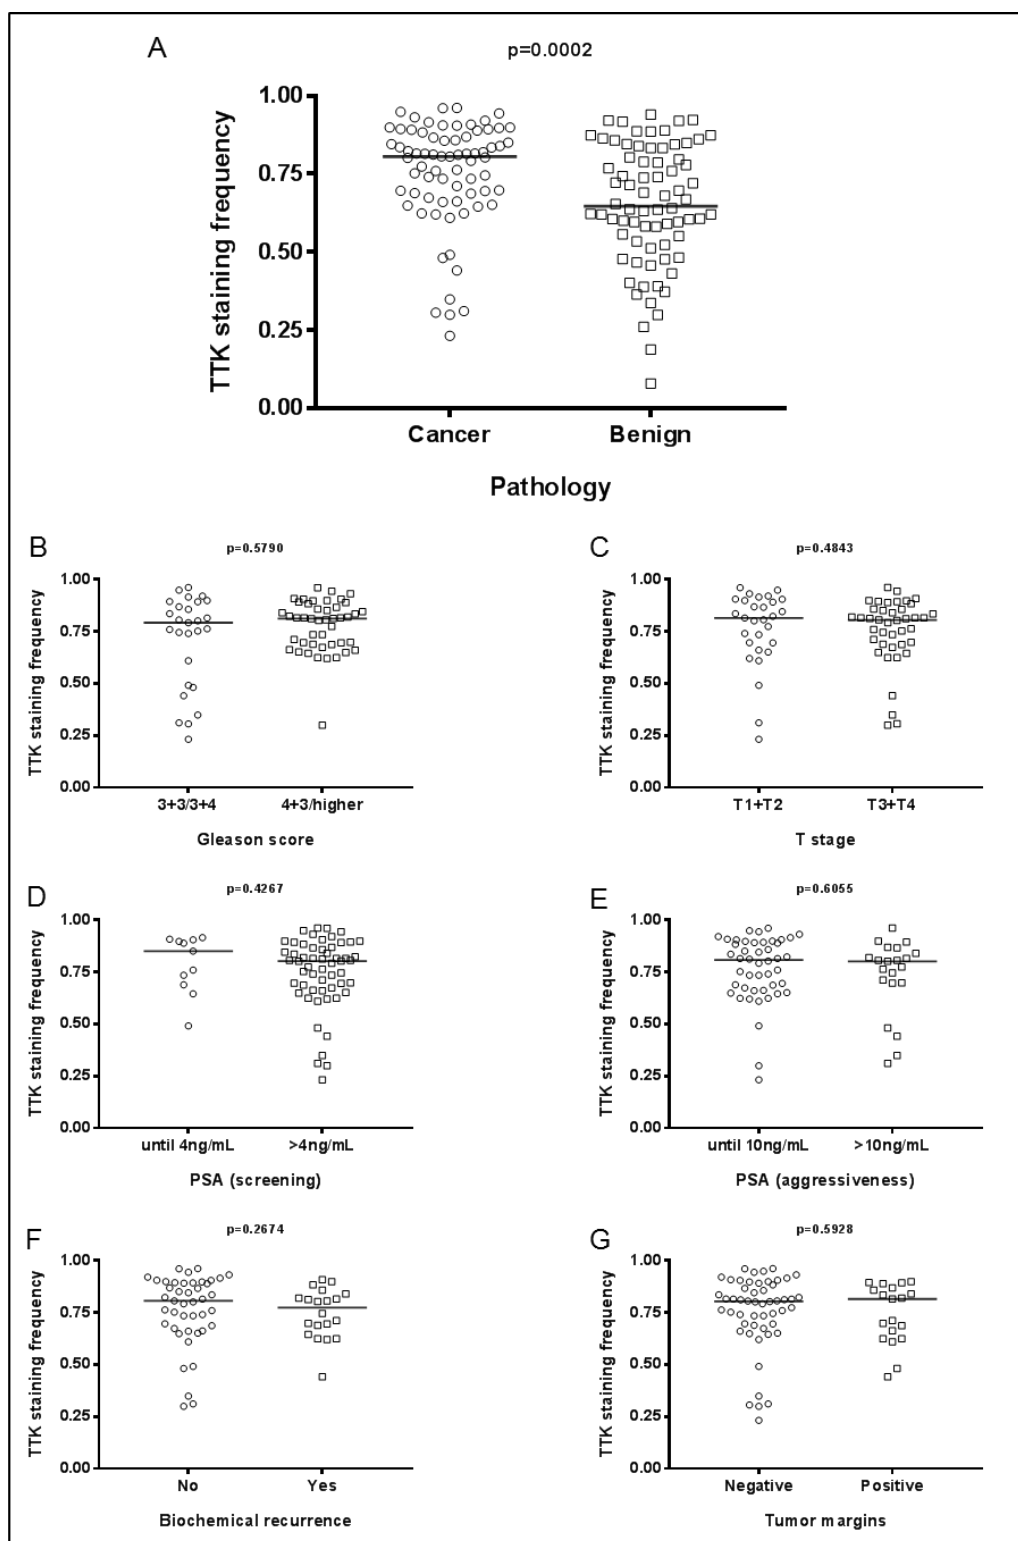 A
p=0.0002
TTK staining frequency
1.00
0.75
0.50
0.25
0.00
Cancer Benign
Pathology
B
p=0.5790
TTK staining frequency
1.00
0.75
0.50
0.25
0.00
3+3/3+4 4+3/higher
Gleason score
C
p=0.4843
TTK staining frequency
1.00
0.75
0.50
0.25
0.00
T1+T2 T3+T4
T stage
D
p=0.4267
TTK staining frequency
1.00
0.75
0.50
0.25
0.00
until 4ng/mL >4ng/mL
PSA (screening)
E
p=0.6055
TTK staining frequency
1.00
0.75
0.50
0.25
0.00
until 10ng/mL >10ng/mL
PSA (aggressiveness)
F
p=0.2674
TTK staining frequency
1.00
0.75
0.50
0.25
0.00
No Yes
Biochemical recurrence
G
p=0.5928
TTK staining frequency
1.00
0.75
0.50
0.25
0.00
Negative Positive
Tumor margins